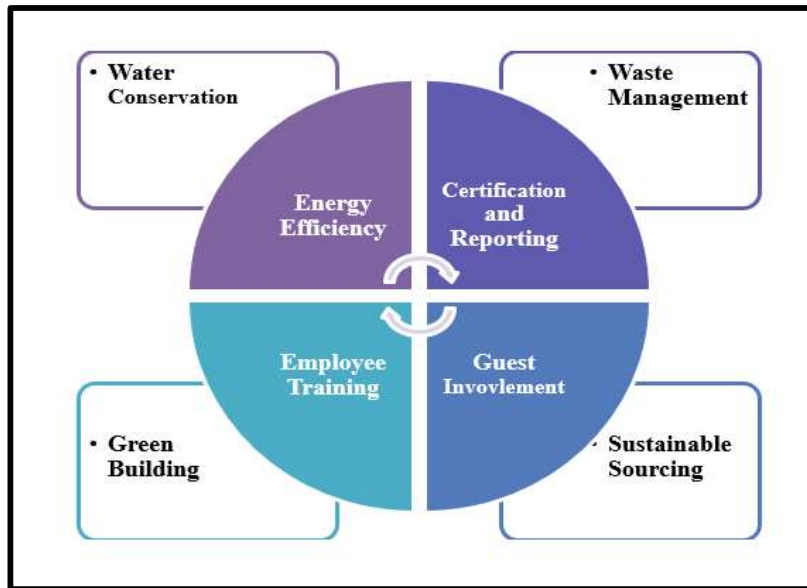 • Water
Conservation
• Waste
Management
Energy
Efficiency
Certification
and
Reporting
Employee
Training
Guest
Invovlement
• Green
Building
• Sustainable
Sourcing